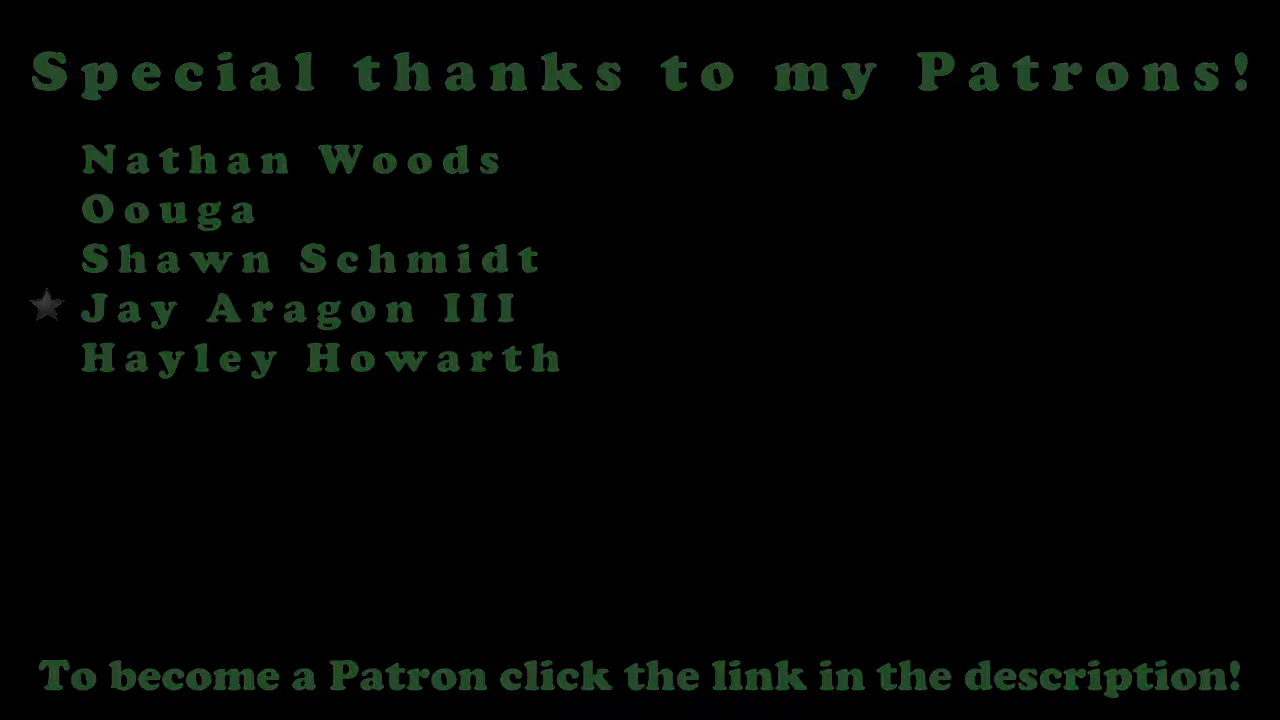 Special thanks to my Patrons!
Nathan Woods
Oouga
Shawn Schmidt
Jay Aragon III
Hayley Howarth
To become a Patron click the link in the description!